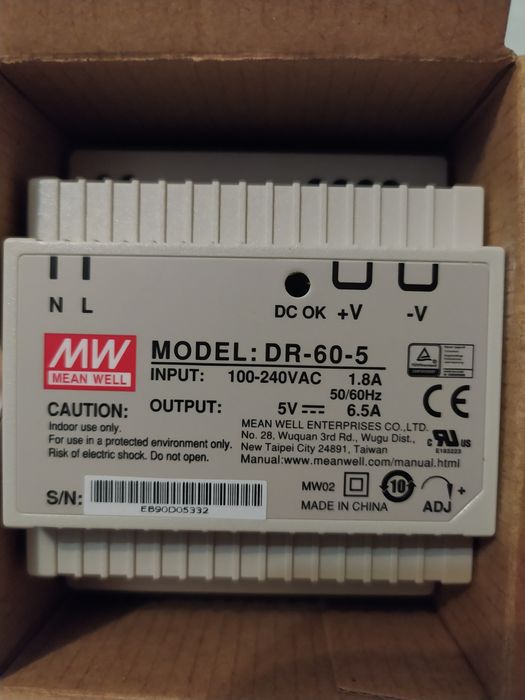 N L DC OK +V -V
MW
MEAN WELL
MODEL: DR-60-5
INPUT: 100-240VAC 1.8A
50/60Hz
OUTPUT: 5V 6.5A
CAUTION:
Indoor use only.
For use in a protected environment only.
Risk of electric shock. Do not open.
MEAN WELL ENTERPRISES CO.,LTD.
No. 28, Wuquan 3rd Rd., Wugu Dist.,
New Taipei City 24891, Taiwan
Manual:www.meanwell.com/manual.html
CE
c RU US
E183223
S/N:
EB90D05332
MW02
10
MADE IN CHINA
ADJ +